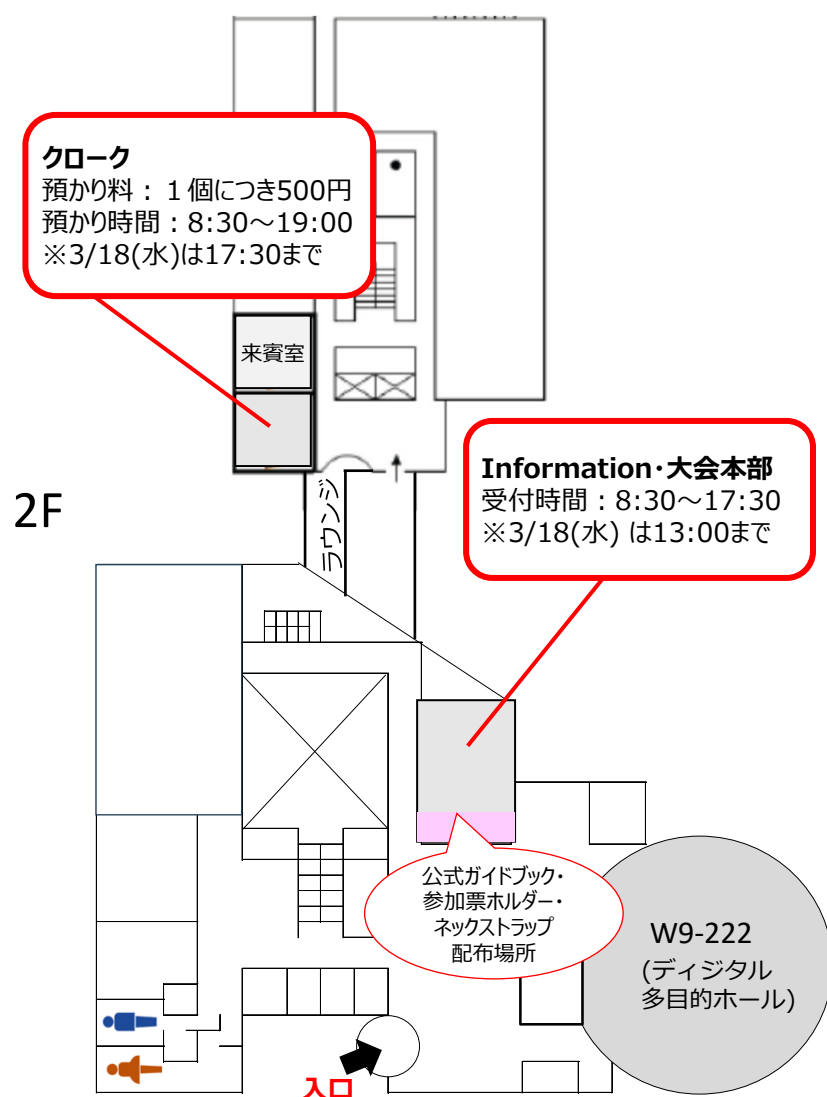 クローク
預かり料：１個につき500円
預かり時間：8:30～19:00
※3/18(水)は17:30まで
来賓室
Information・大会本部
受付時間：8:30～17:30
※3/18(水) は13:00まで
2F
ラウンジ
公式ガイドブック・
参加票ホルダー・
ネックストラップ
配布場所
W9-222
(ディジタル
多目的ホール)
入口